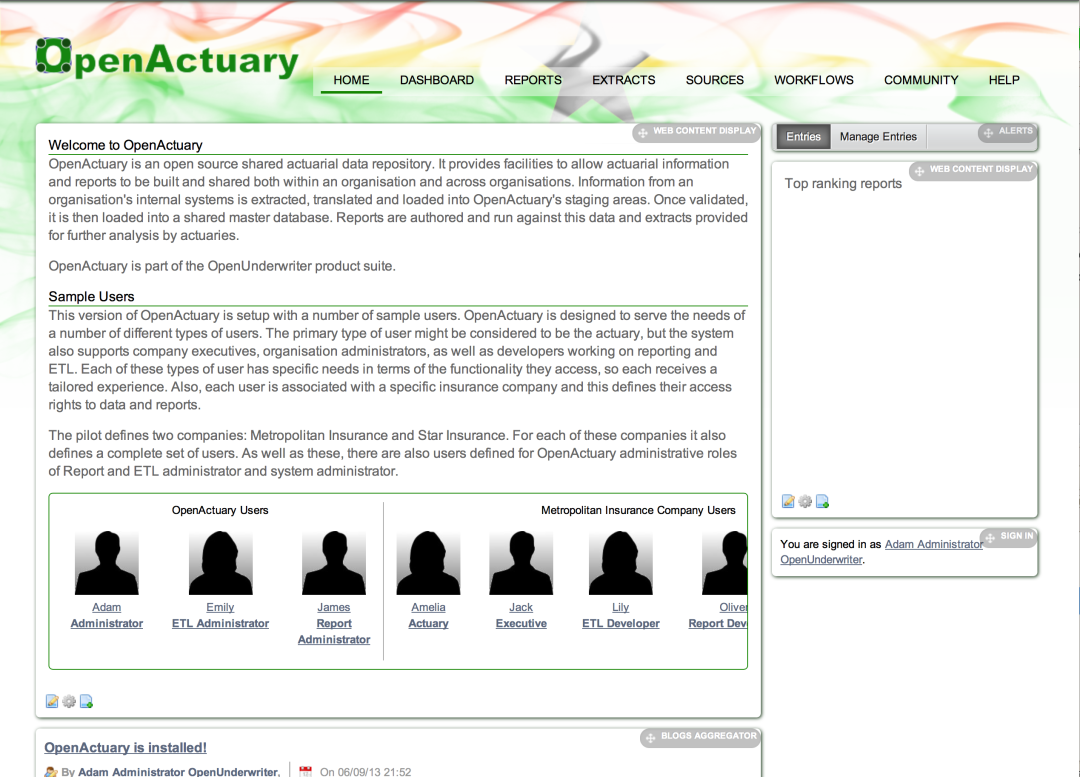 OpenActuary
HOME DASHBOARD REPORTS EXTRACTS SOURCES WORKFLOWS COMMUNITY HELP
WEB CONTENT DISPLAY
Welcome to OpenActuary
OpenActuary is an open source shared actuarial data repository. It provides facilities to allow actuarial information
and reports to be built and shared both within an organisation and across organisations. Information from an
organisation's internal systems is extracted, translated and loaded into OpenActuary's staging areas. Once validated,
it is then loaded into a shared master database. Reports are authored and run against this data and extracts provided
for further analysis by actuaries.
OpenActuary is part of the OpenUnderwriter product suite.
Sample Users
This version of OpenActuary is setup with a number of sample users. OpenActuary is designed to serve the needs of
a number of different types of users. The primary type of user might be considered to be the actuary, but the system
also supports company executives, organisation administrators, as well as developers working on reporting and
ETL. Each of these types of user has specific needs in terms of the functionality they access, so each receives a
tailored experience. Also, each user is associated with a specific insurance company and this defines their access
rights to data and reports.
The pilot defines two companies: Metropolitan Insurance and Star Insurance. For each of these companies it also
defines a complete set of users. As well as these, there are also users defined for OpenActuary administrative roles
of Report and ETL administrator and system administrator.
OpenActuary Users
Adam Emily James
Administrator ETL Administrator Report
Administrator
Metropolitan Insurance Company Users
Amelia Jack Lily Oliver
Actuary Executive ETL Developer Report Dev
BLOGS AGGREGATOR
OpenActuary is installed!
By Adam Administrator OpenUnderwriter, On 06/09/13 21:52
Entries Manage Entries ALERTS
WEB CONTENT DISPLAY
Top ranking reports
SIGN IN
You are signed in as Adam Administrator
OpenUnderwriter.